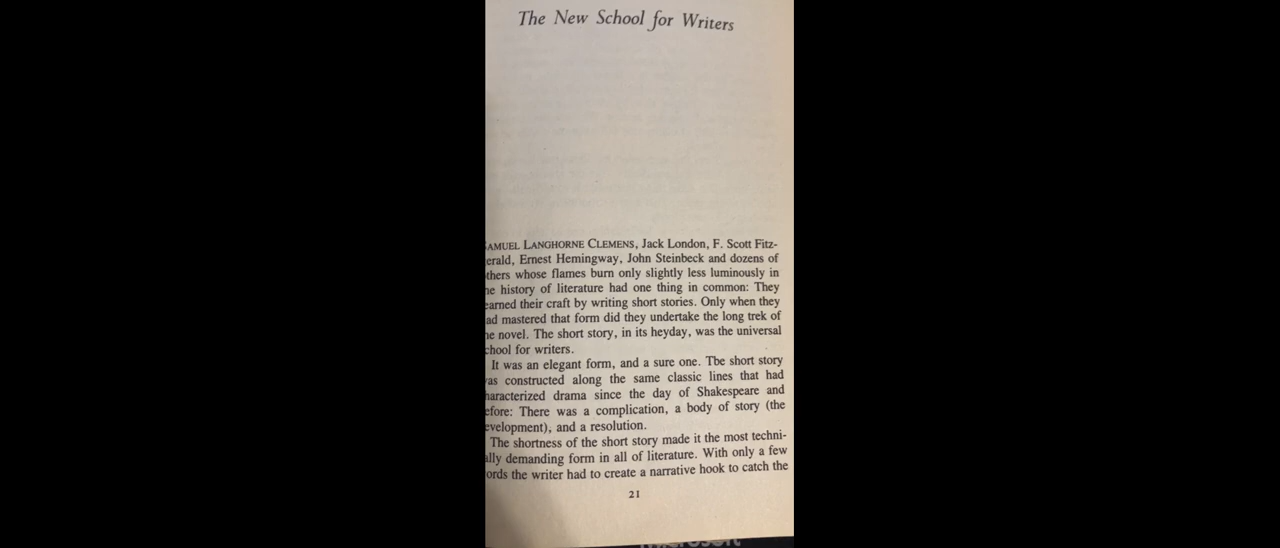 The New School for Writers
SAMUEL LANGHORNE CLEMENS, Jack London, F. Scott Fitz-
erald, Ernest Hemingway, John Steinbeck and dozens of
thers whose flames burn only slightly less luminously in
he history of literature had one thing in common: They
earned their craft by writing short stories. Only when they
ad mastered that form did they undertake the long trek of
he novel. The short story, in its heyday, was the universal
chool for writers.
It was an elegant form, and a sure one. The short story
as constructed along the same classic lines that had
haracterized drama since the day of Shakespeare and
efore: There was a complication, a body of story (the
evelopment), and a resolution.
The shortness of the short story made it the most techni-
ally demanding form in all of literature. With only a few
ords the writer had to create a narrative hook to catch the
21